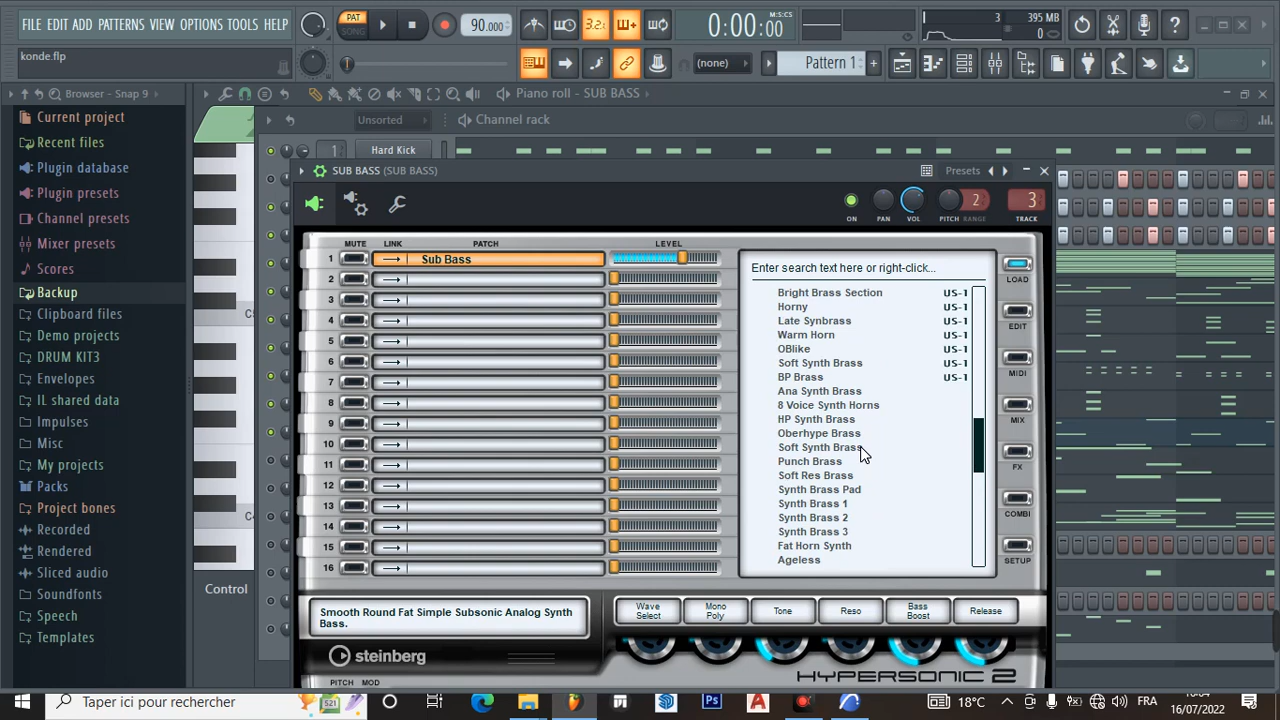 FILE EDIT ADD PATTERNS VIEW OPTIONS TOOLS HELP
konde.flp
PAT
SONG
90.000
3.2:
0:00:00
M:S:CS
3
395 MB
0
(none)
Pattern 1
Browser - Snap 9
Current project
Recent files
Plugin database
Plugin presets
Channel presets
Mixer presets
Scores
Backup
Clipboard files
Demo projects
DRUM KIT3
Envelopes
IL shared data
Impulses
Misc
My projects
Packs
Project bones
Recorded
Rendered
Sliced audio
Soundfonts
Speech
Templates
Piano roll - SUB BASS
Unsorted
Channel rack
1
Hard Kick
Control
SUB BASS (SUB BASS)
Presets
ON
PAN
VOL
PITCH
RANGE
2
3
TRACK
MUTE
LINK
PATCH
LEVEL
1
Sub Bass
2
3
4
5
6
7
8
9
10
11
12
13
14
15
16
Enter search text here or right-click...
Bright Brass Section US-1
Horny US-1
Late Synbrass US-1
Warm Horn US-1
OBlike US-1
Soft Synth Brass US-1
BP Brass US-1
Ana Synth Brass
8 Voice Synth Horns
HP Synth Brass
Oberhype Brass
Soft Synth Brass
Punch Brass
Soft Res Brass
Synth Brass Pad
Synth Brass 1
Synth Brass 2
Synth Brass 3
Fat Horn Synth
Ageless
LOAD
EDIT
MIDI
MIX
FX
COMBI
SETUP
Smooth Round Fat Simple Subsonic Analog Synth
Bass.
Wave
Select
Mono
Poly
Tone
Reso
Bass
Boost
Release
steinberg
HYPERSONIC 2
PITCH MOD
Taper ici pour rechercher
18°C
FRA
16/07/2022